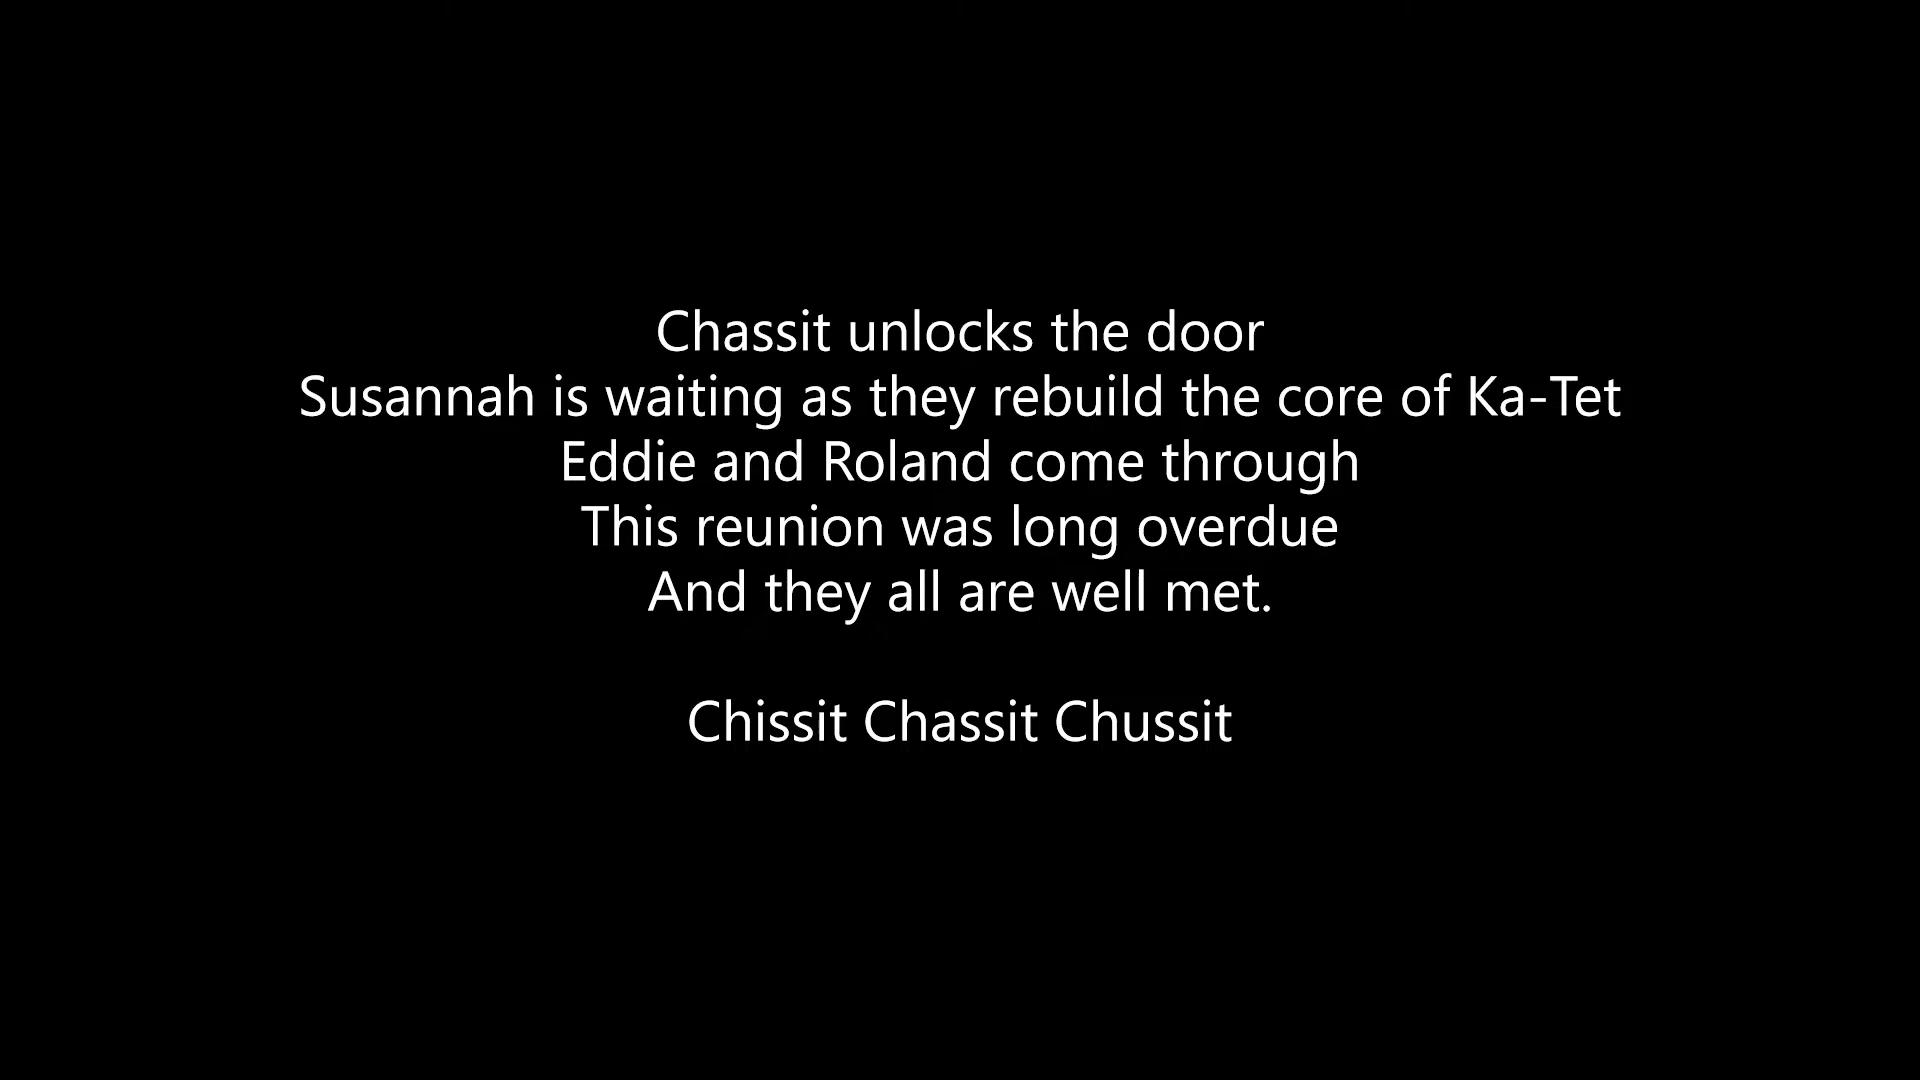 Chassit unlocks the door
Susannah is waiting as they rebuild the core of Ka-Tet
Eddie and Roland come through
This reunion was long overdue
And they all are well met.
Chissit Chassit Chussit